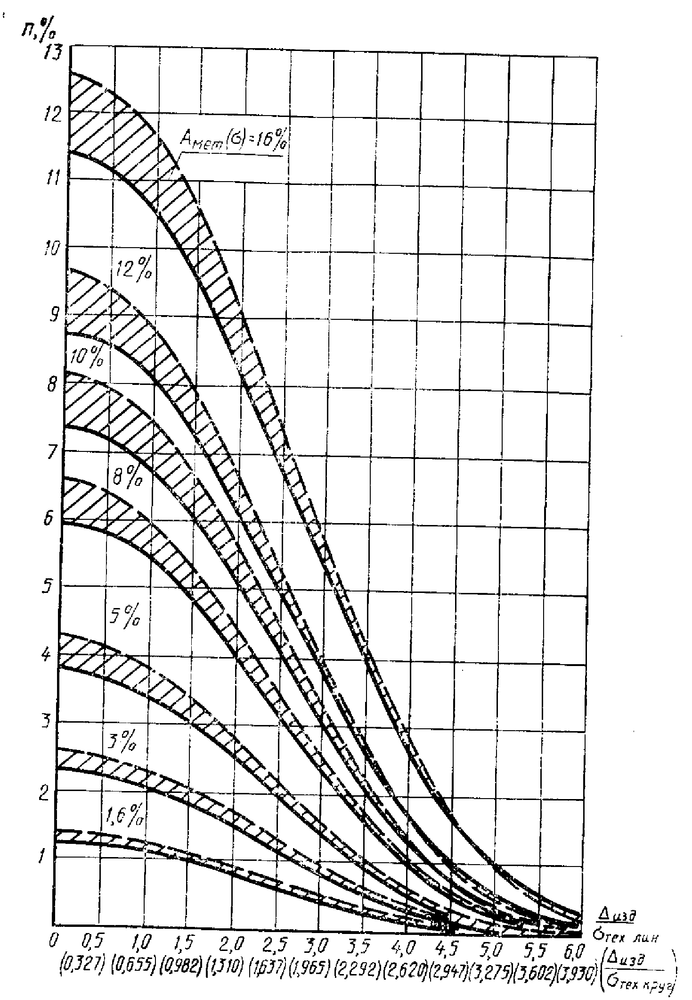 п,%
13
12
Aмет(σ)=16%
11
10
12%
9
10%
8
7
8%
6
5
5%
4
3
3%
2
1,6%
1
Δизд
σтех лин
0 0,5 1,0 1,5 2,0 2,5 3,0 3,5 4,0 4,5 5,0 5,5 6,0
(0,327) (0,655) (0,982) (1,310) (1,637) (1,965) (2,292) (2,620) (2,947) (3,275) (3,602) (3,930)
(Δизд
σтех круг)